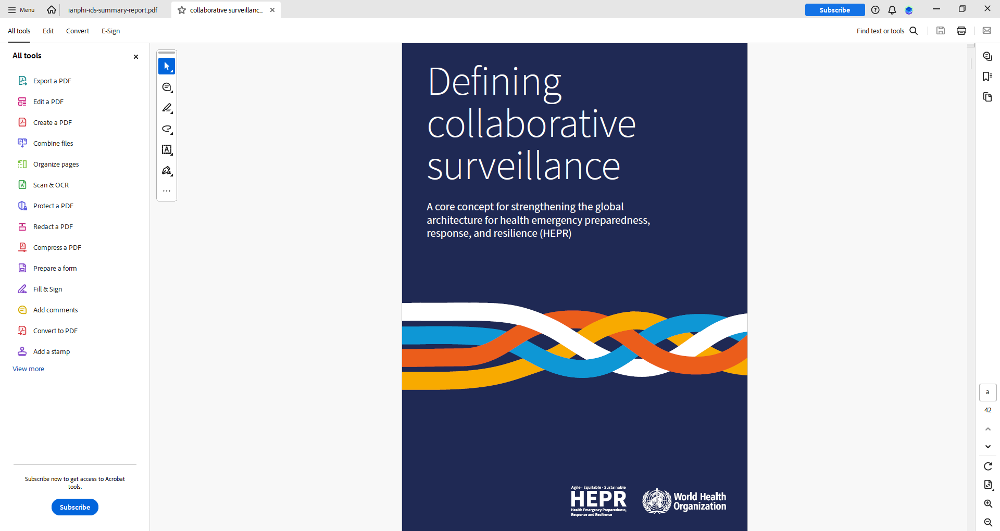 Menu
ianphi-ids-summary-report.pdf
collaborative surveillanc...
Subscribe
All tools
Edit
Convert
E-Sign
Find text or tools
All tools
Export a PDF
Edit a PDF
Create a PDF
Combine files
Organize pages
Scan & OCR
Protect a PDF
Redact a PDF
Compress a PDF
Prepare a form
Fill & Sign
Add comments
Convert to PDF
Add a stamp
View more
Subscribe now to get access to Acrobat
tools.
Subscribe
Defining
collaborative
surveillance
A core concept for strengthening the global
architecture for health emergency preparedness,
response, and resilience (HEPR)
Agile · Equitable · Sustainable
HEPR
Health Emergency Preparedness,
Response and Resilience
World Health
Organization
a
42